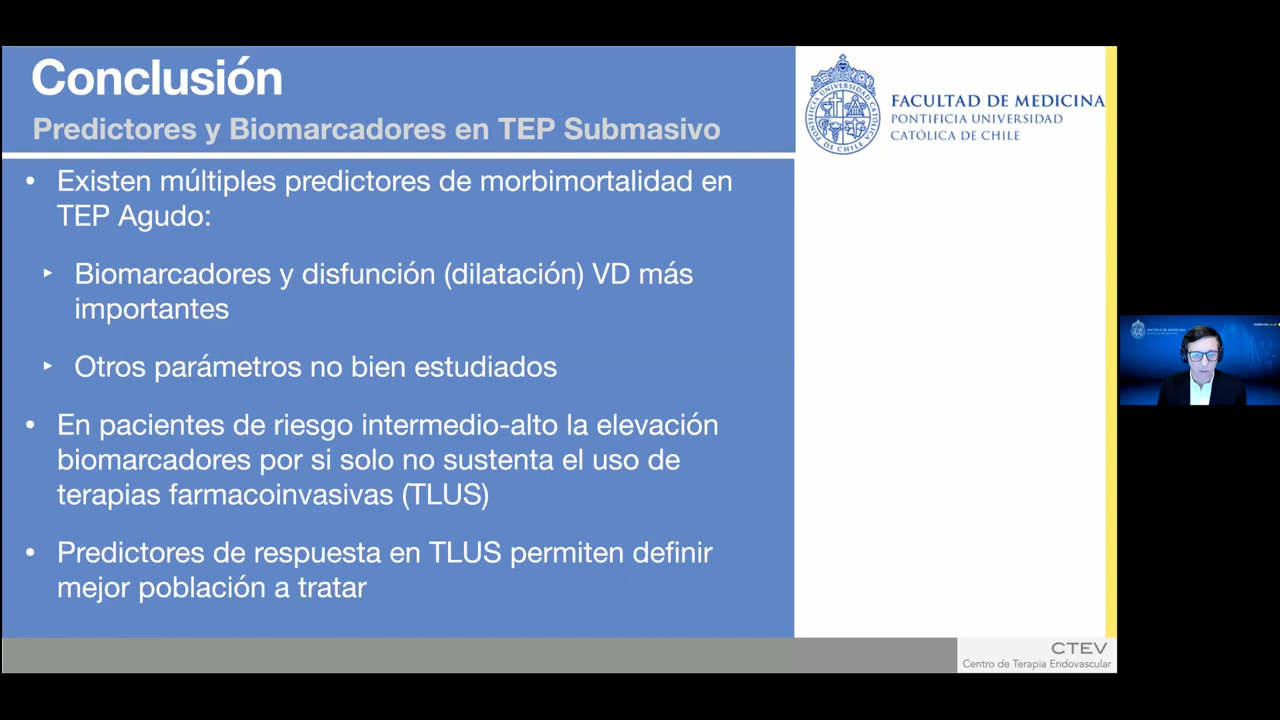 Conclusión
Predictores y Biomarcadores en TEP Submasivo
• Existen múltiples predictores de morbimortalidad en
TEP Agudo:
‣ Biomarcadores y disfunción (dilatación) VD más
importantes
‣ Otros parámetros no bien estudiados
• En pacientes de riesgo intermedio-alto la elevación
biomarcadores por si solo no sustenta el uso de
terapias farmacoinvasivas (TLUS)
• Predictores de respuesta en TLUS permiten definir
mejor población a tratar
FACULTAD DE MEDICINA
PONTIFICIA UNIVERSIDAD
CATÓLICA DE CHILE
CTEV
Centro de Terapia Endovascular
ESCUELA DE MEDICINA